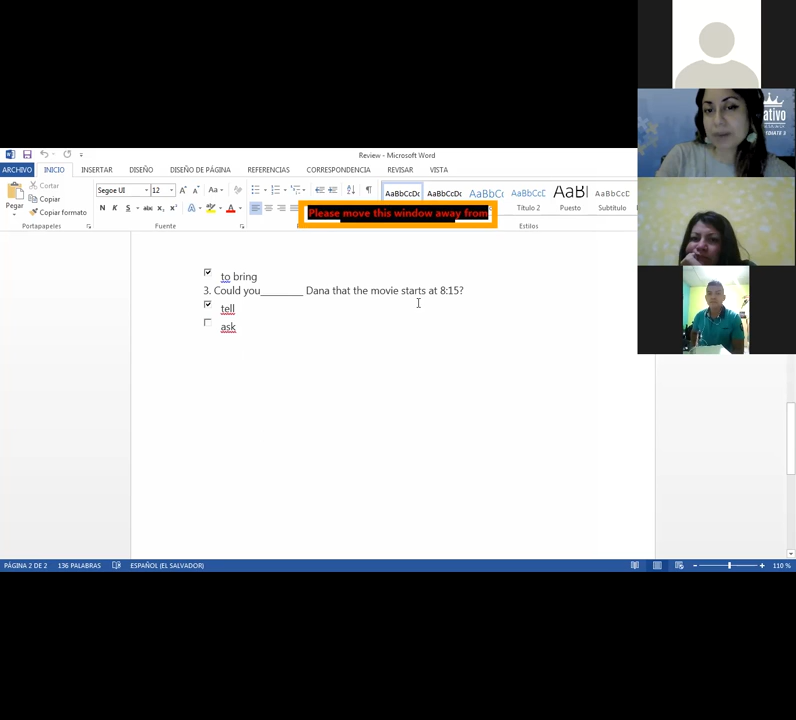 Review - Microsoft Word
ARCHIVO INICIO INSERTAR DISEÑO DISEÑO DE PÁGINA REFERENCIAS CORRESPONDENCIA REVISAR VISTA
Pegar
Cortar
Copiar
Copiar formato
Portapapeles
Segoe UI 12
Fuente
Please move this window away from
AaBbCcDc AaBbCcDc AaBbCc AaBbCcD AaBl AaBbCcD
Título 2 Puesto Subtítulo
Estilos
to bring
3. Could you________ Dana that the movie starts at 8:15?
tell
ask
PÁGINA 2 DE 2 136 PALABRAS ESPAÑOL (EL SALVADOR) 110 %
ativo